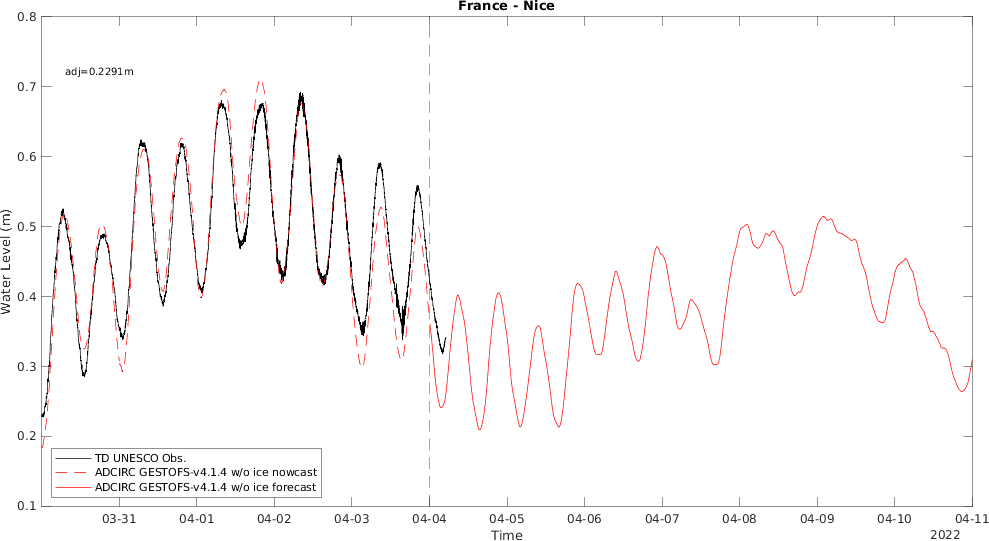 France - Nice
0.8
0.7
0.6
0.5
0.4
0.3
0.2
0.1
Water Level (m)
adj=0.2291m
TD UNESCO Obs.
ADCIRC GESTOFS-v4.1.4 w/o ice nowcast
ADCIRC GESTOFS-v4.1.4 w/o ice forecast
03-31 04-01 04-02 04-03 04-04 04-05 04-06 04-07 04-08 04-09 04-10 04-11
Time
2022